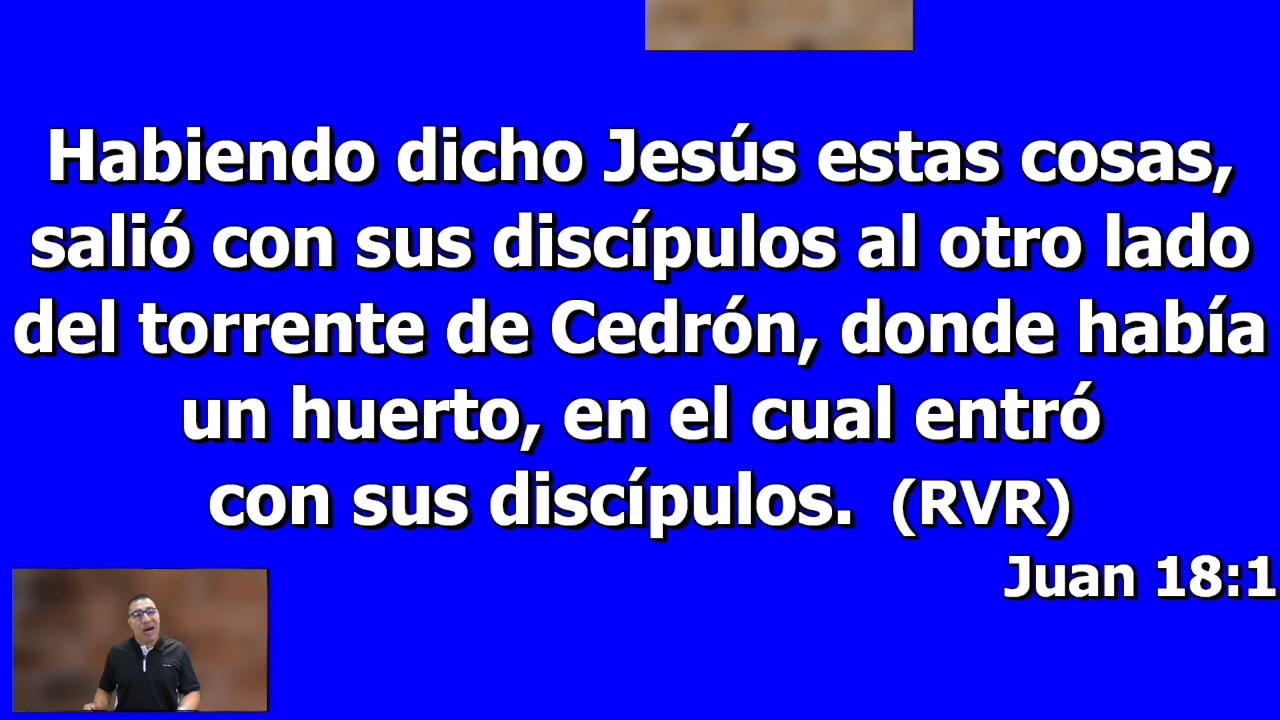 Habiendo dicho Jesús estas cosas,
salió con sus discípulos al otro lado
del torrente de Cedrón, donde había
un huerto, en el cual entró
con sus discípulos. (RVR)
Juan 18:1